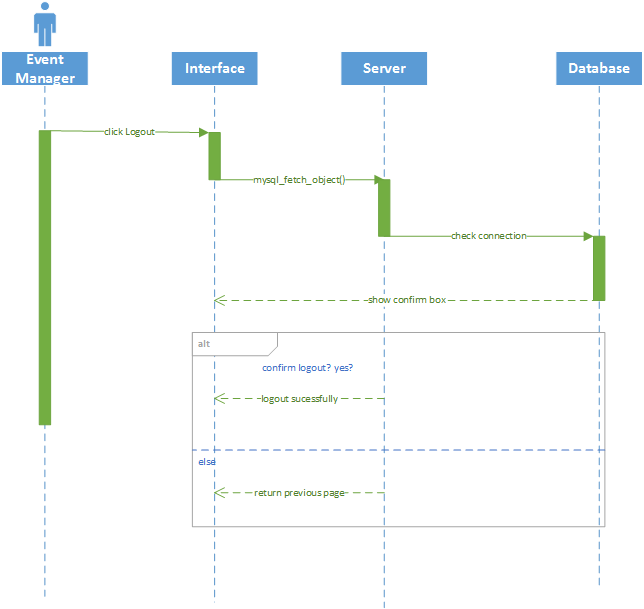 Event
Manager
Interface
Server
Database
click Logout
mysql_fetch_object()
check connection
show confirm box
alt
confirm logout? yes?
logout sucessfully
else
return previous page